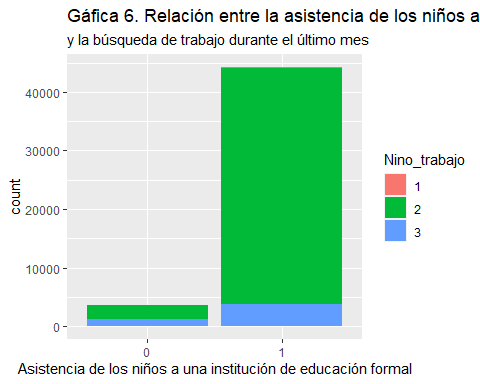 Gáfica 6. Relación entre la asistencia de los niños a
y la búsqueda de trabajo durante el último mes
40000
30000
20000
10000
0
count
0
1
Asistencia de los niños a una institución de educación formal
Nino_trabajo
1
2
3